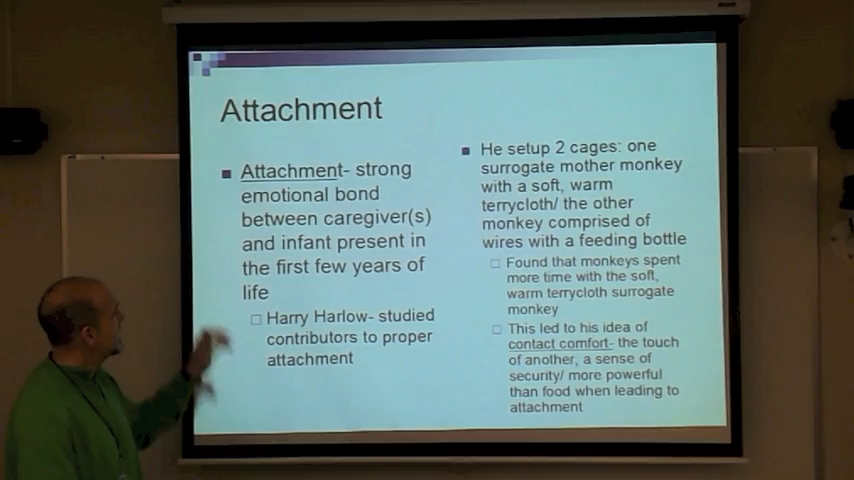 Attachment
Attachment- strong
emotional bond
between caregiver(s)
and infant present in
the first few years of
life
Harry Harlow- studied
contributors to proper
attachment
He setup 2 cages: one
surrogate mother monkey
with a soft, warm
terrycloth/ the other
monkey comprised of
wires with a feeding bottle
Found that monkeys spent
more time with the soft,
warm terrycloth surrogate
monkey
This led to his idea of
contact comfort- the touch
of another, a sense of
security/ more powerful
than food when leading to
attachment